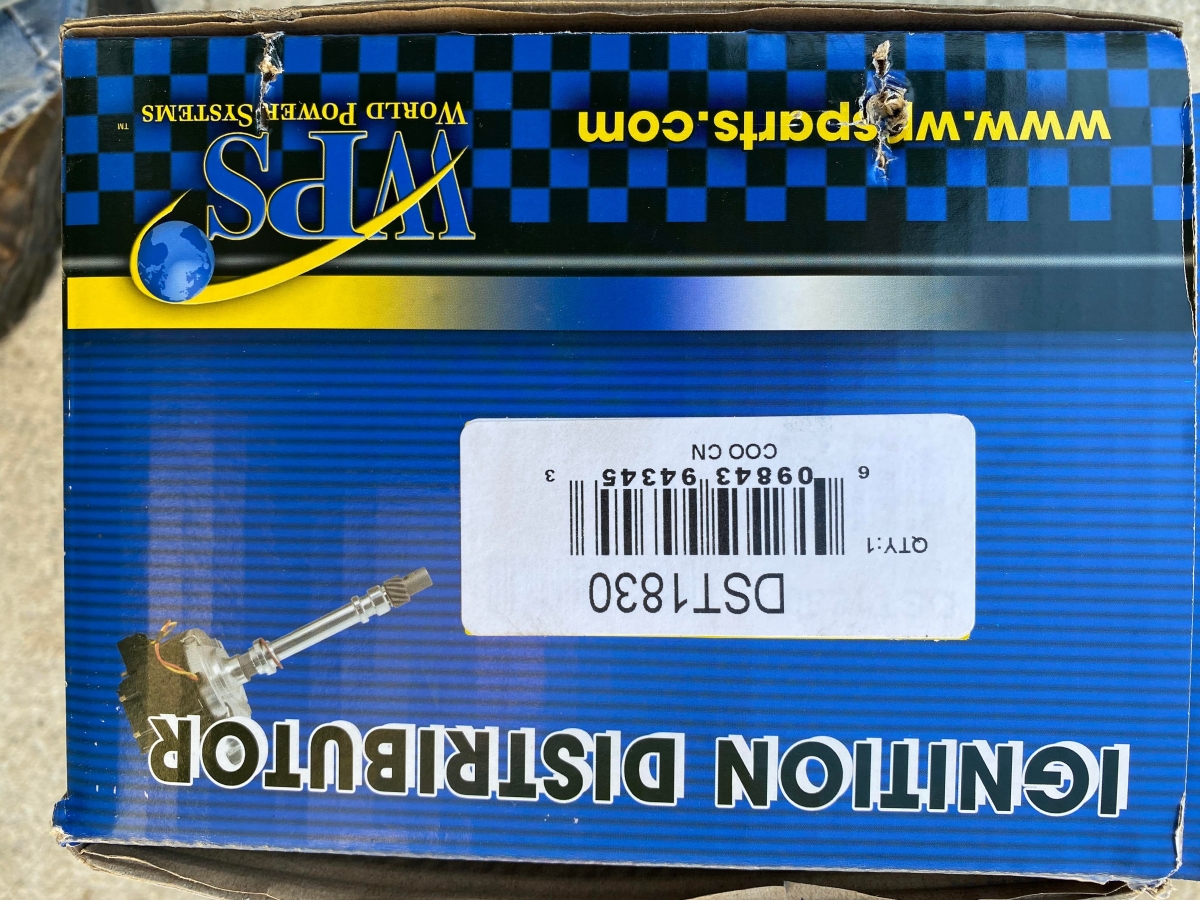 IGNITION DISTRIBUTOR
DST1830
QTY:1
6 09843 94345 3
COO CN
www.wpsparts.com
WPS
WORLD POWER SYSTEMS
™